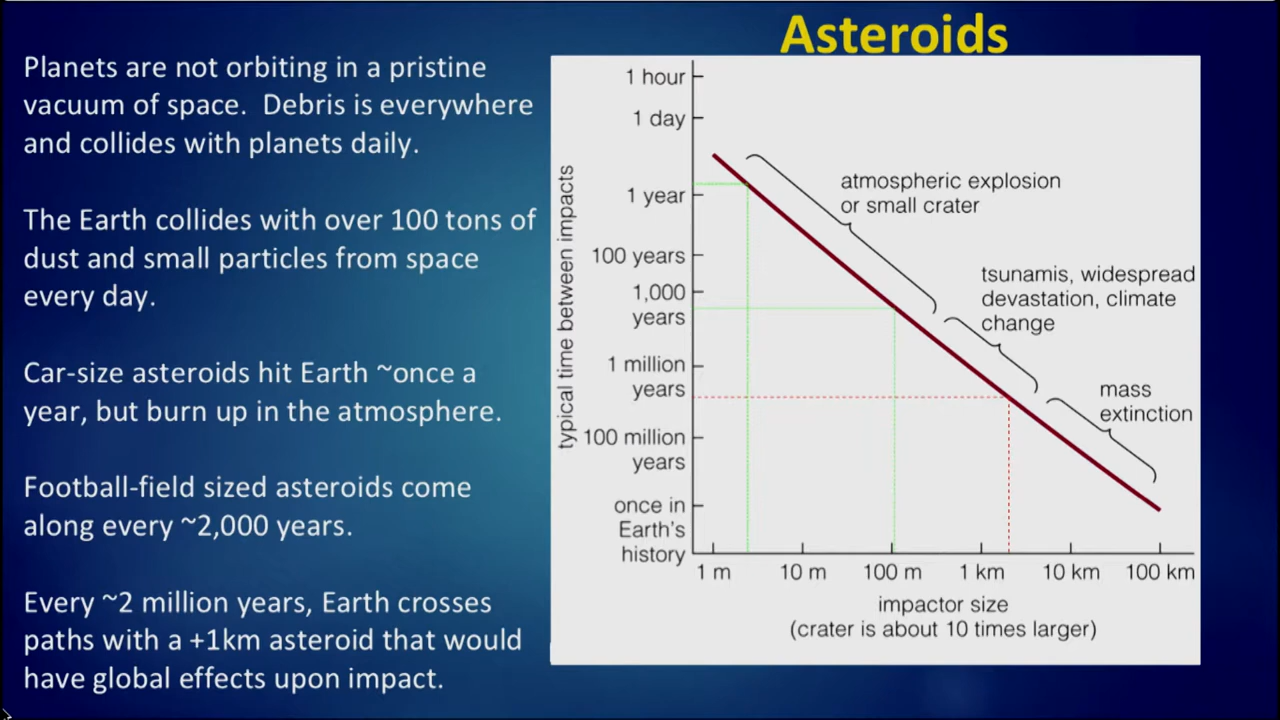 Asteroids
Planets are not orbiting in a pristine
vacuum of space.  Debris is everywhere
and collides with planets daily.
The Earth collides with over 100 tons of
dust and small particles from space
every day.
Car-size asteroids hit Earth ~once a
year, but burn up in the atmosphere.
Football-field sized asteroids come
along every ~2,000 years.
Every ~2 million years, Earth crosses
paths with a +1km asteroid that would
have global effects upon impact.
typical time between impacts
1 hour
1 day
1 year
100 years
1,000
years
1 million
years
100 million
years
once in
Earth's
history
atmospheric explosion
or small crater
tsunamis, widespread
devastation, climate
change
mass
extinction
1 m 10 m 100 m 1 km 10 km 100 km
impactor size
(crater is about 10 times larger)